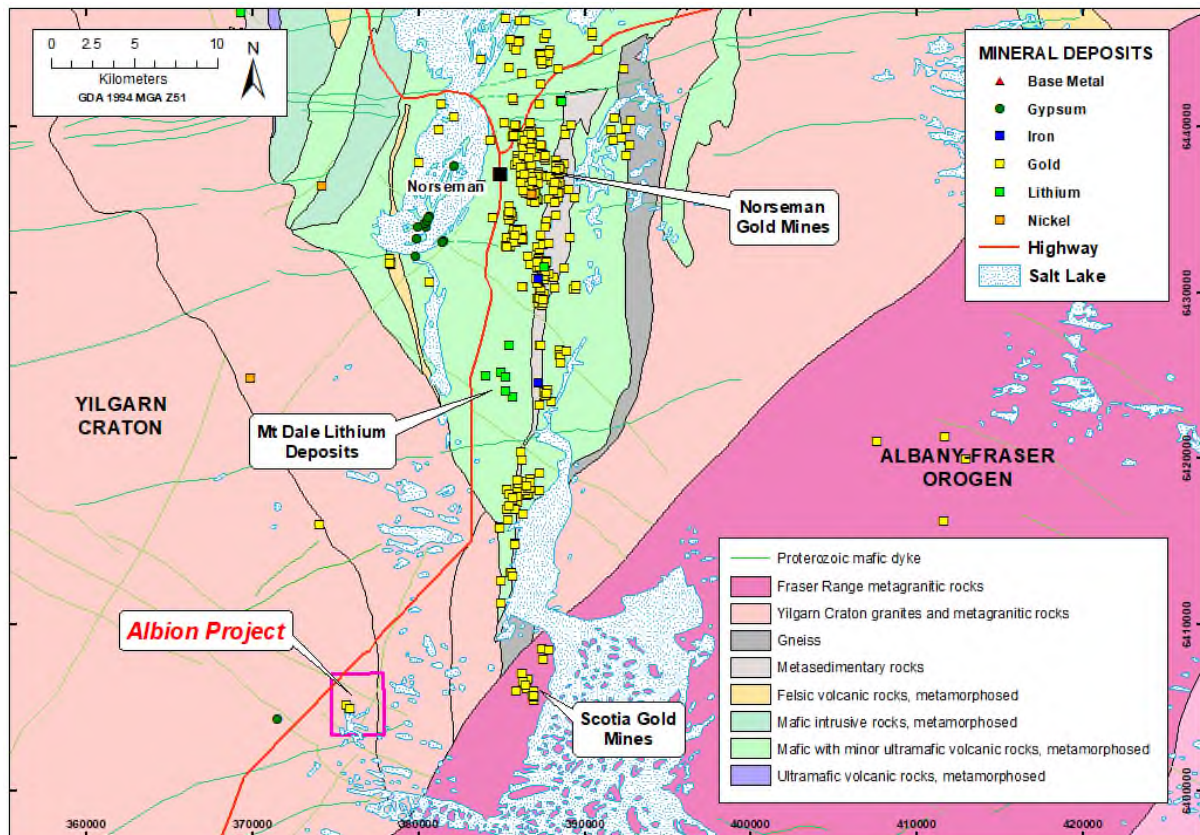 0 2.5 5 10
Kilometers
GDA 1994 MGA Z51
N
MINERAL DEPOSITS
Base Metal
Gypsum
Iron
Gold
Lithium
Nickel
Highway
Salt Lake
6440000
6430000
6420000
6410000
6400000
Norseman
Norseman
Gold Mines
YILGARN
CRATON
Mt Dale Lithium
Deposits
ALBANY-FRASER
OROGEN
Albion Project
Scotia Gold
Mines
Proterozoic mafic dyke
Fraser Range metagranitic rocks
Yilgarn Craton granites and metagranitic rocks
Gneiss
Metasedimentary rocks
Felsic volcanic rocks, metamorphosed
Mafic intrusive rocks, metamorphosed
Mafic with minor ultramafic volcanic rocks, metamorphosed
Ultramafic volcanic rocks, metamorphosed
360000 370000 380000 390000 400000 410000 420000